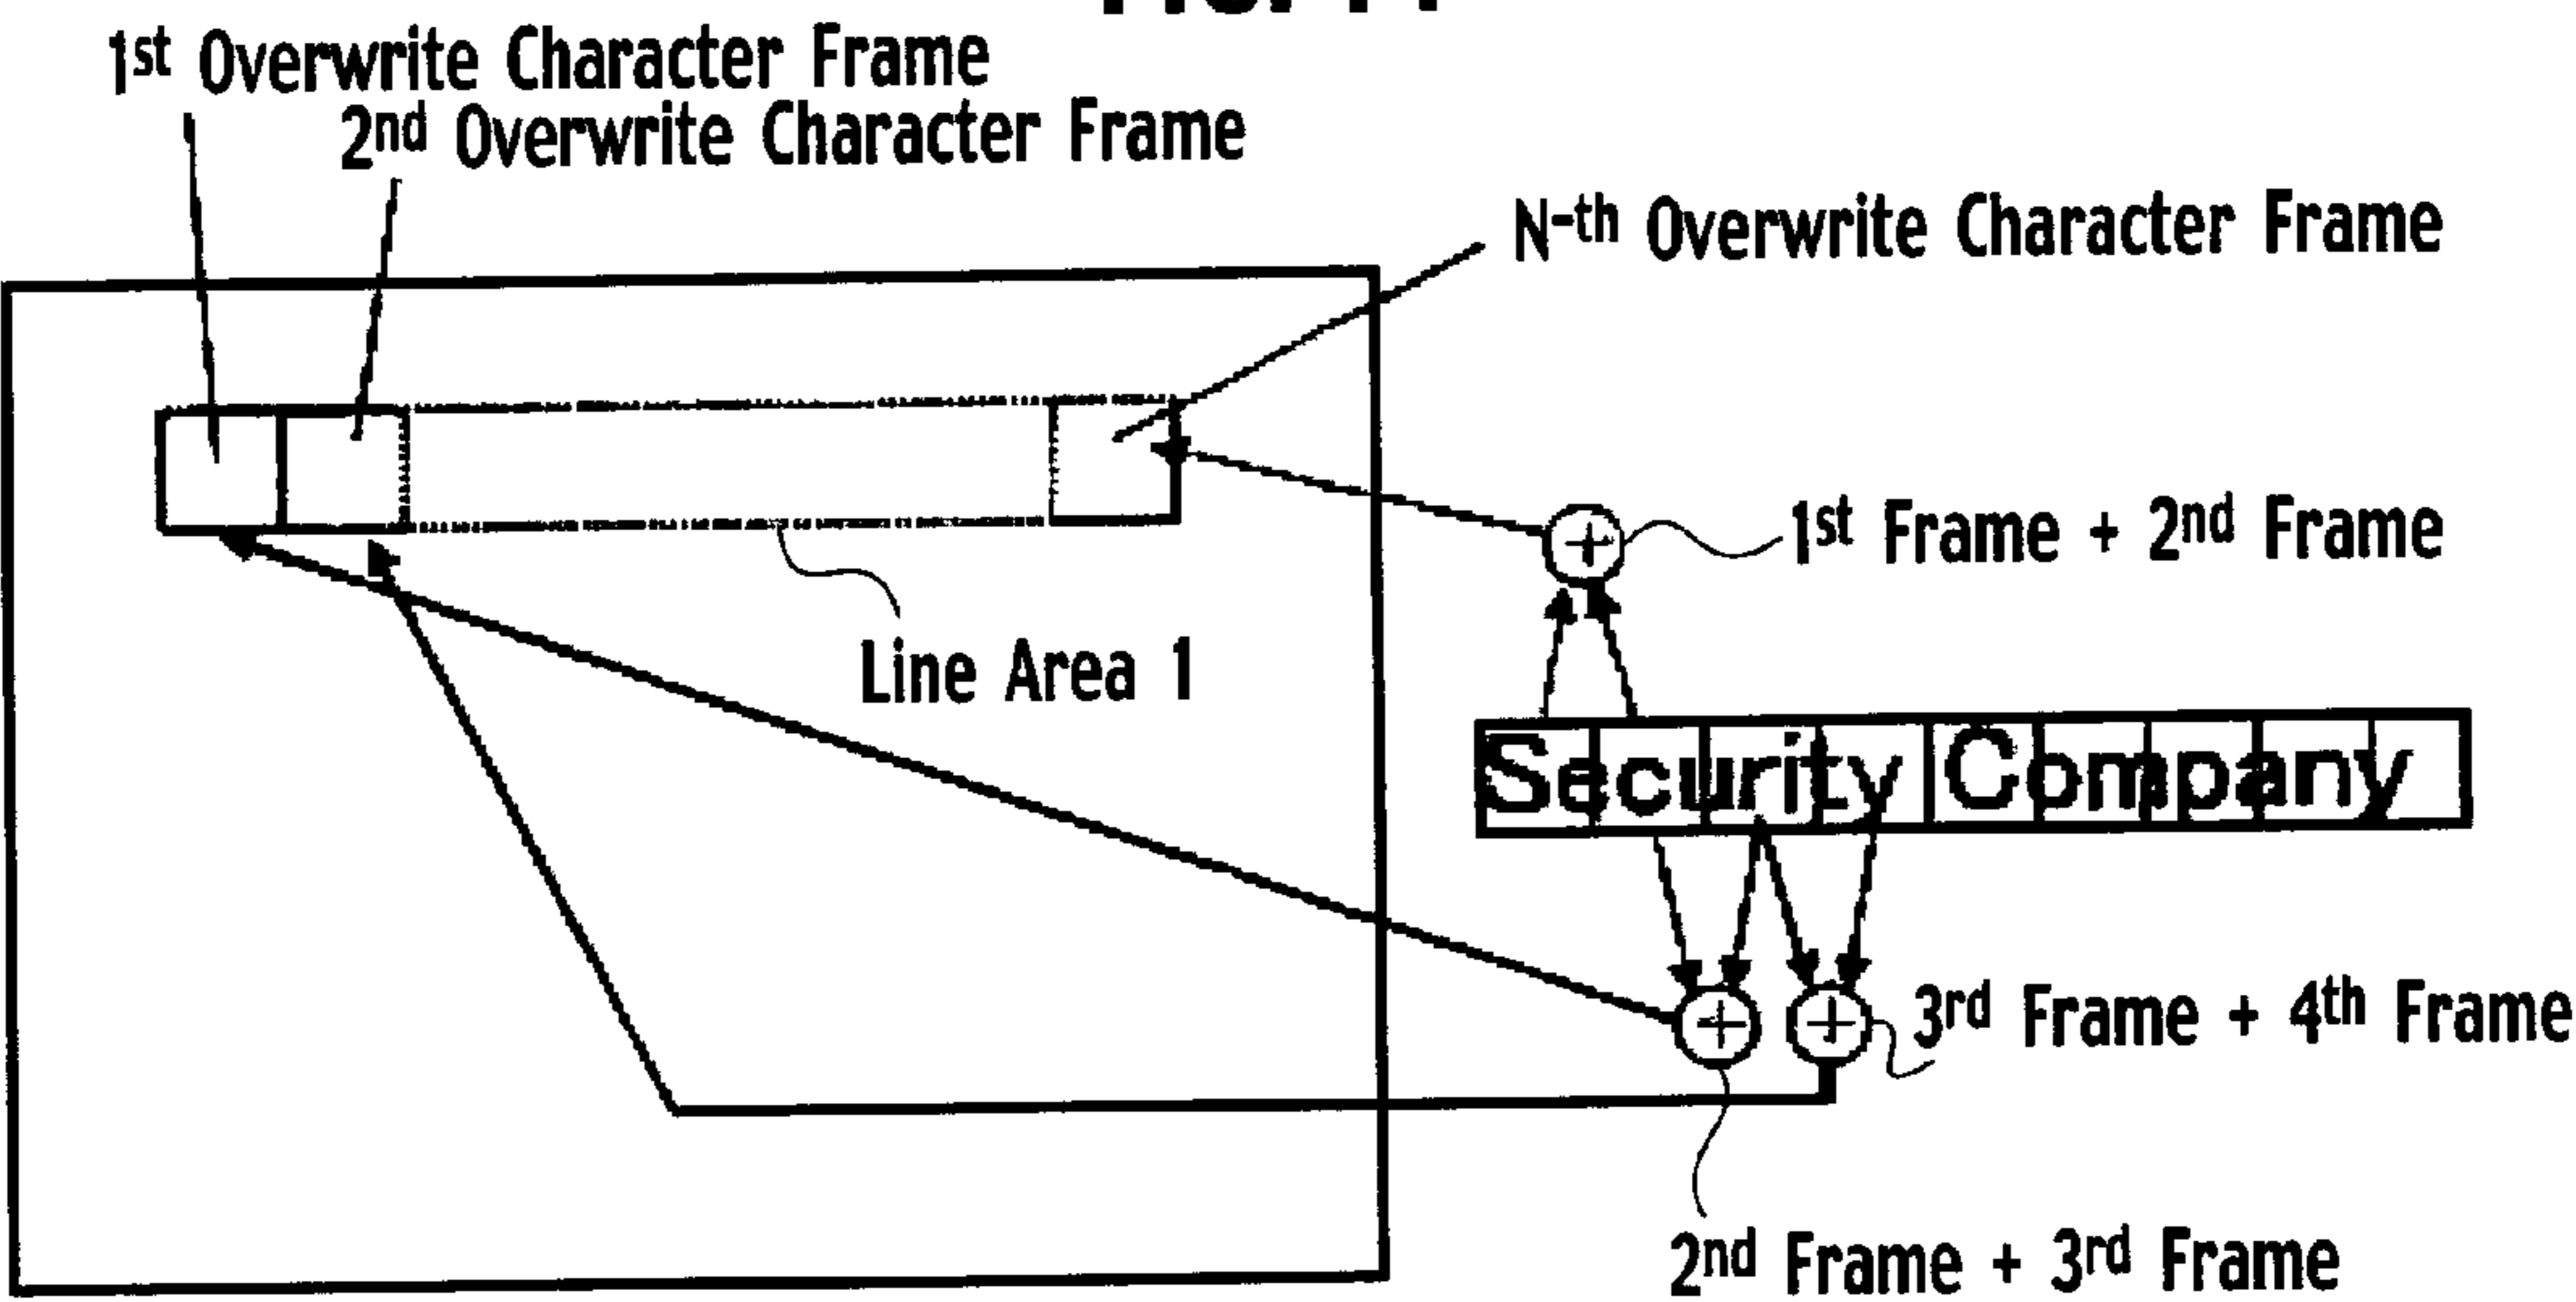 1st Overwrite Character Frame
2nd Overwrite Character Frame
N-th Overwrite Character Frame
1st Frame + 2nd Frame
Line Area 1
Security Company
3rd Frame + 4th Frame
2nd Frame + 3rd Frame